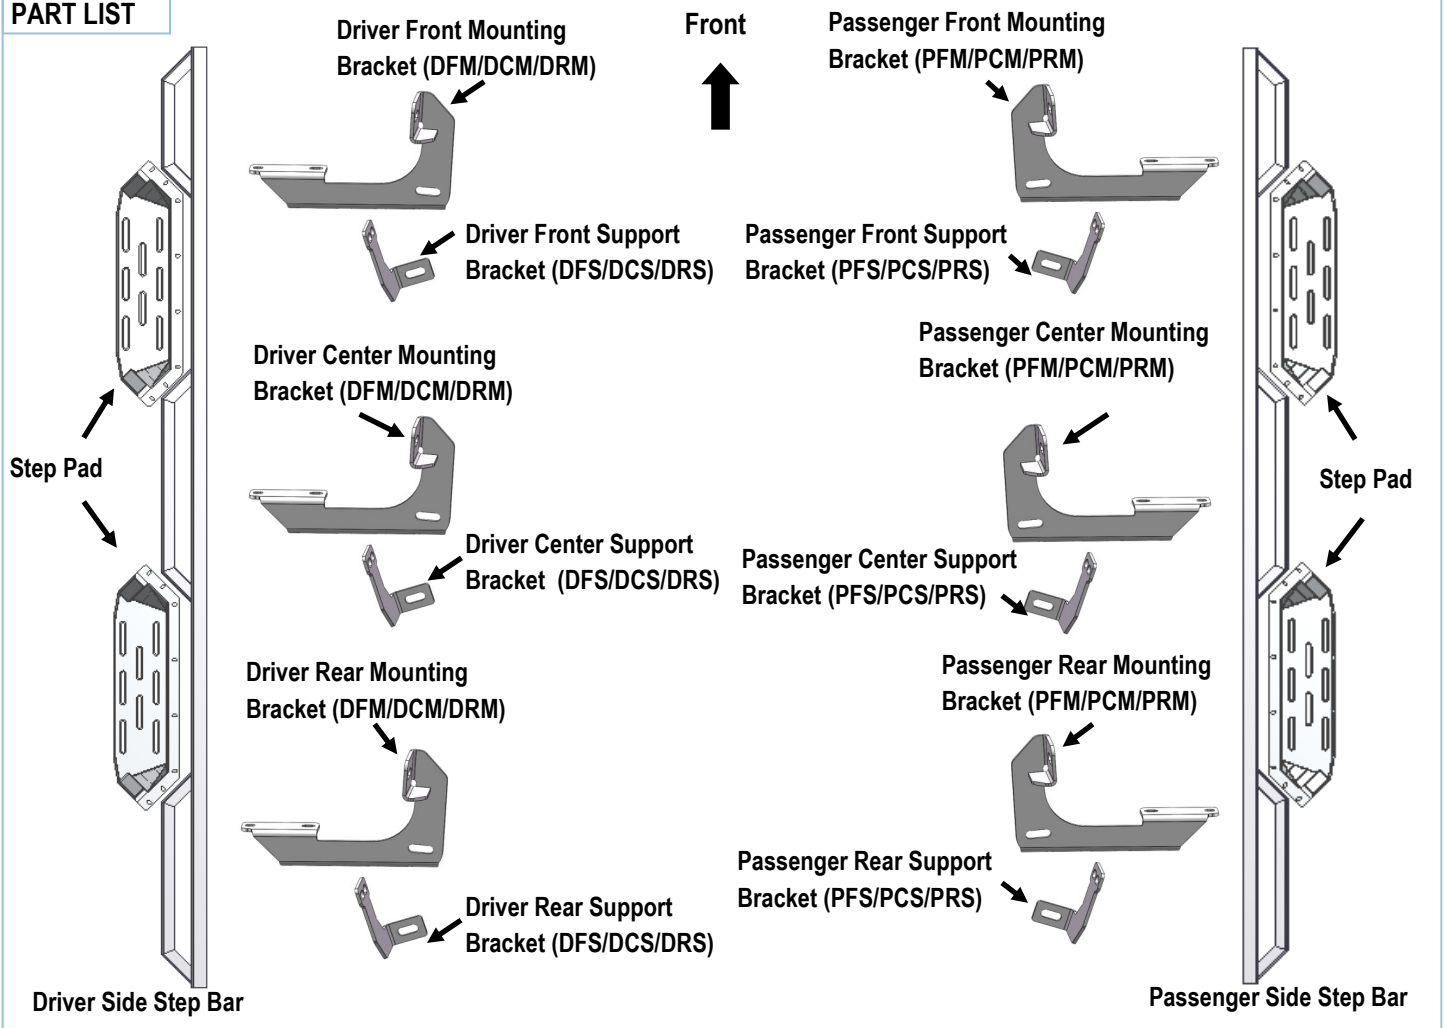 PART LIST
Driver Front Mounting
Bracket (DFM/DCM/DRM)
Front
Passenger Front Mounting
Bracket (PFM/PCM/PRM)
Driver Front Support
Bracket (DFS/DCS/DRS)
Passenger Front Support
Bracket (PFS/PCS/PRS)
Driver Center Mounting
Bracket (DFM/DCM/DRM)
Passenger Center Mounting
Bracket (PFM/PCM/PRM)
Step Pad
Step Pad
Driver Center Support
Bracket (DFS/DCS/DRS)
Passenger Center Support
Bracket (PFS/PCS/PRS)
Driver Rear Mounting
Bracket (DFM/DCM/DRM)
Passenger Rear Mounting
Bracket (PFM/PCM/PRM)
Driver Rear Support
Bracket (DFS/DCS/DRS)
Passenger Rear Support
Bracket (PFS/PCS/PRS)
Driver Side Step Bar
Passenger Side Step Bar